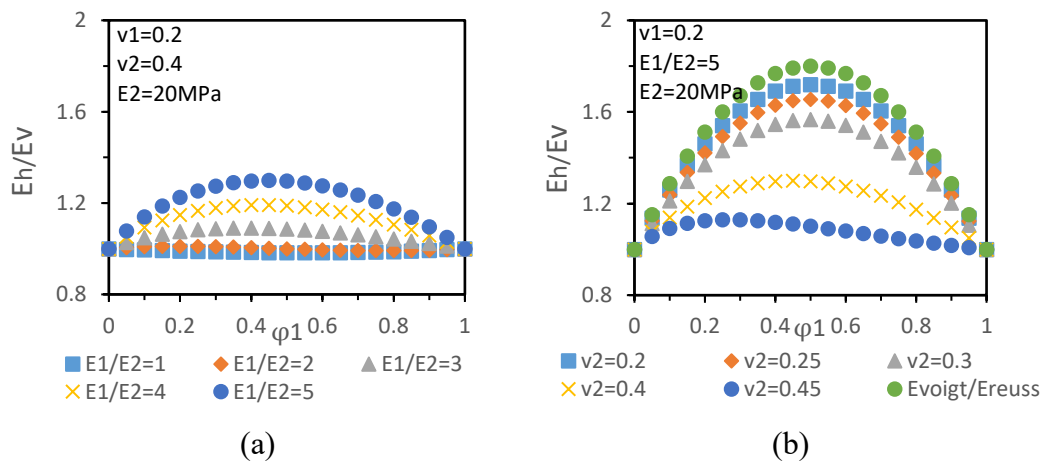 2
1.6
1.2
0.8
Eh/Ev
v1=0.2
v2=0.4
E2=20MPa
0 0.2 0.4 0.6 0.8 1
φ1
E1/E2=1 E1/E2=2 E1/E2=3
E1/E2=4 E1/E2=5
(a)
2
1.6
1.2
0.8
Eh/Ev
v1=0.2
E1/E2=5
E2=20MPa
0 0.2 0.4 0.6 0.8 1
φ1
v2=0.2 v2=0.25 v2=0.3
v2=0.4 v2=0.45 Evoigt/Ereuss
(b)